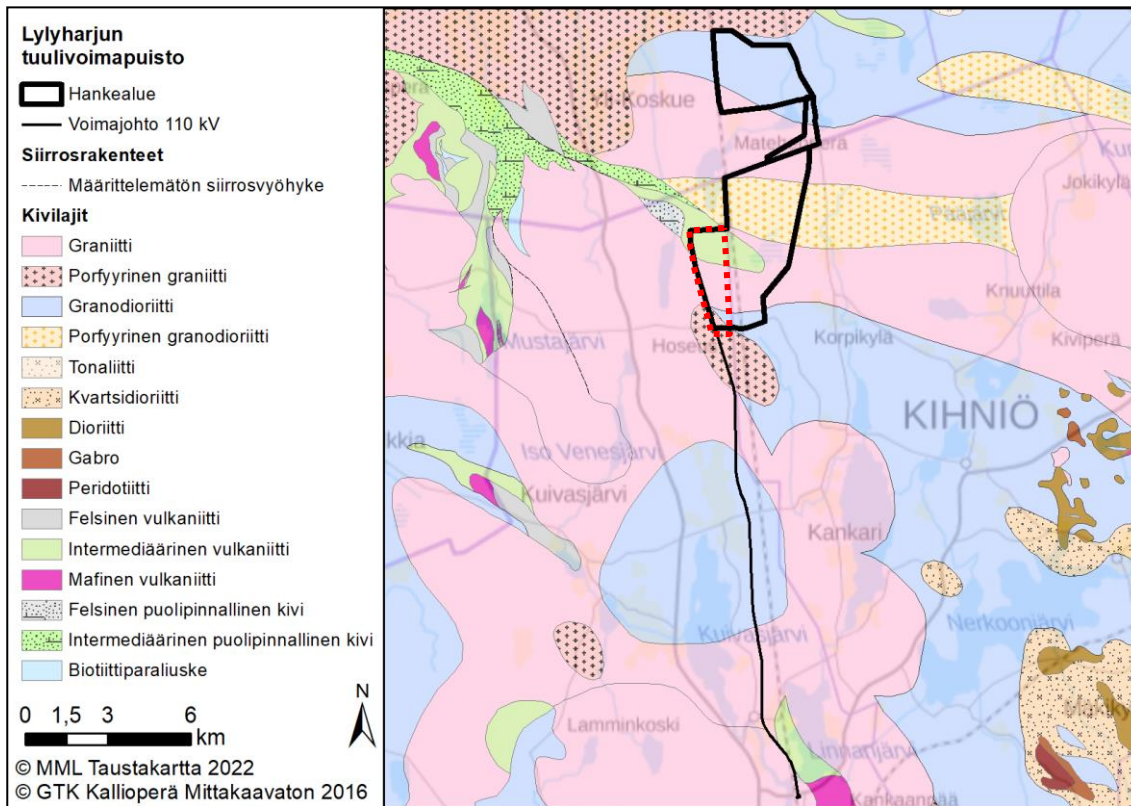 Lylyharjun
tuulivoimapuisto
Hankealue
Voimajohto 110 kV
Siirrosrakenteet
Määrittelemätön siirrosvyöhyke
Kivilajit
Graniitti
Porfyyrinen graniitti
Granodioriitti
Porfyyrinen granodioriitti
Tonaliitti
Kvartsidioriitti
Dioriitti
Gabro
Peridotiitti
Felsinen vulkaniitti
Intermediäärinen vulkaniitti
Mafinen vulkaniitti
Felsinen puolipinnallinen kivi
Intermediäärinen puolipinnallinen kivi
Biotiittiparaliuske
N
0 1,5 3 6
km
© MML Taustakartta 2022
© GTK Kallioperä Mittakaavaton 2016
Jokikylä
Knuuttila
Mustajärvi
Korpikylä
Kiviperä
KIHNIÖ
Iso Venesjärvi
Kuivasjärvi
Kankari
Nerkoonjärvi
Kuivasjärvi
Lamminkoski
Linnanjärvi
Kankaanpää